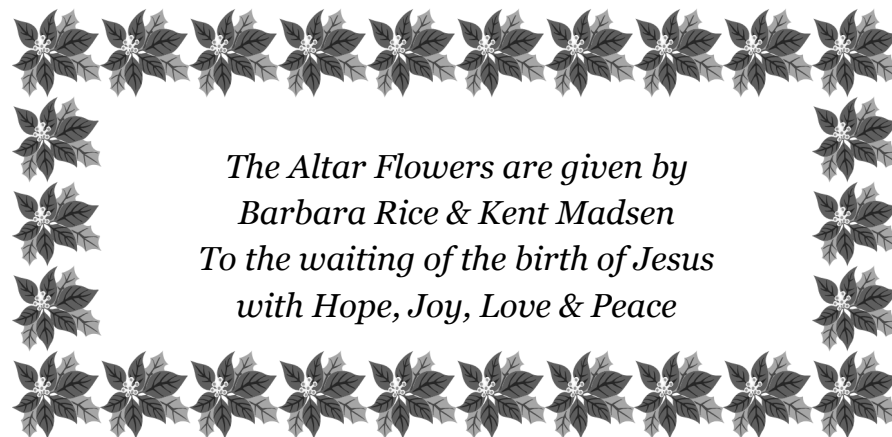 The Altar Flowers are given by
Barbara Rice & Kent Madsen
To the waiting of the birth of Jesus
with Hope, Joy, Love & Peace